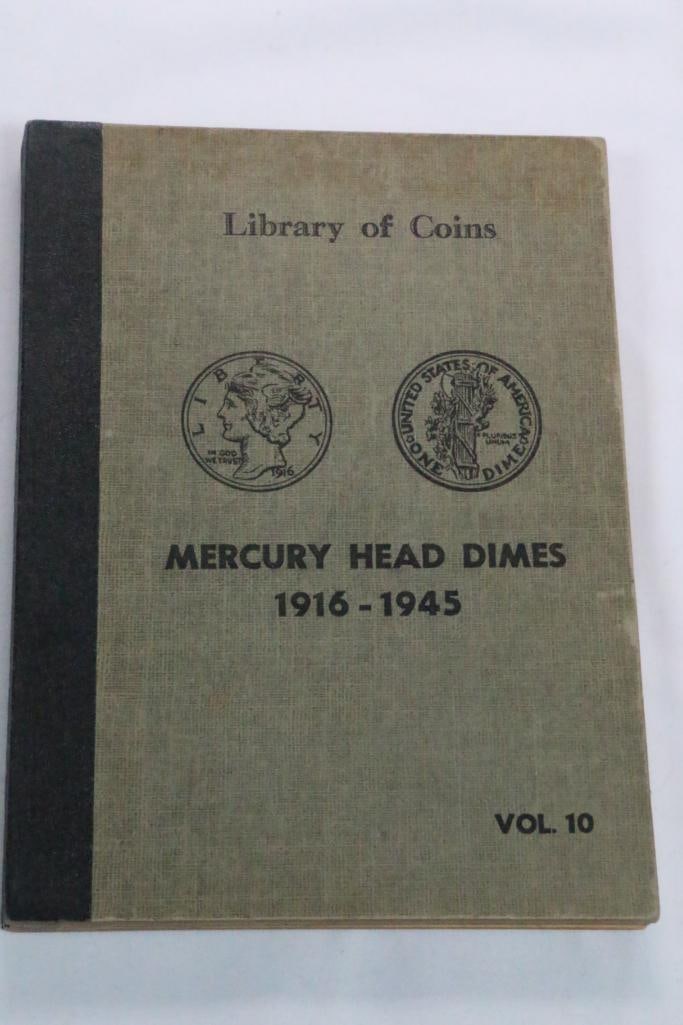 Library of Coins
LIBERTY
IN GOD
WE TRUST
1916
UNITED STATES OF AMERICA
E PLURIBUS
UNUM
ONE DIME
MERCURY HEAD DIMES
1916 - 1945
VOL. 10